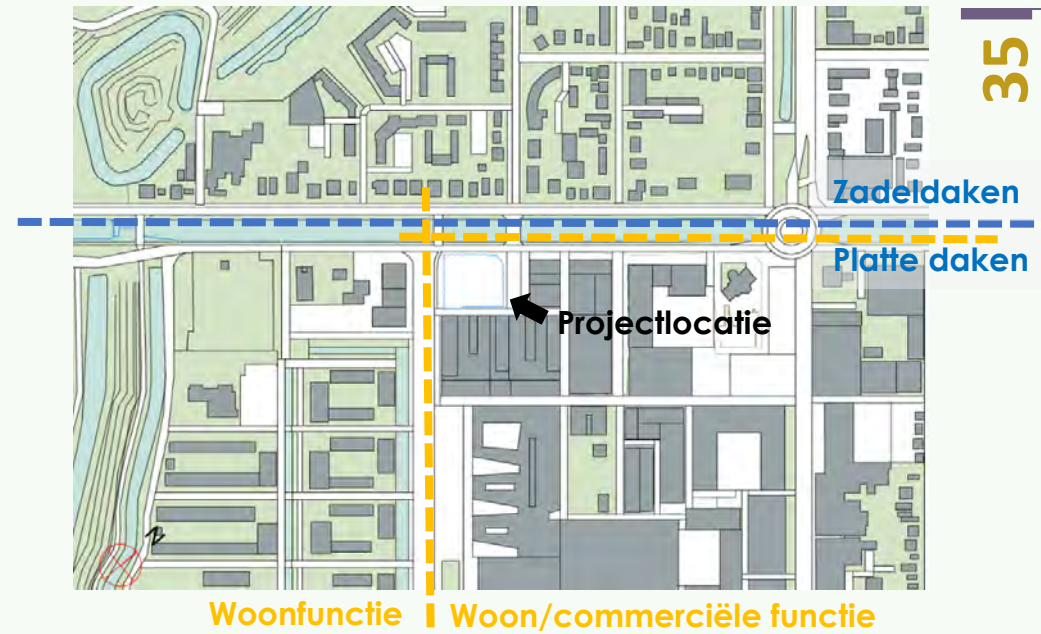 35
Zadeldaken
Platte daken
Projectlocatie
N
Woonfunctie
Woon/commerciële functie